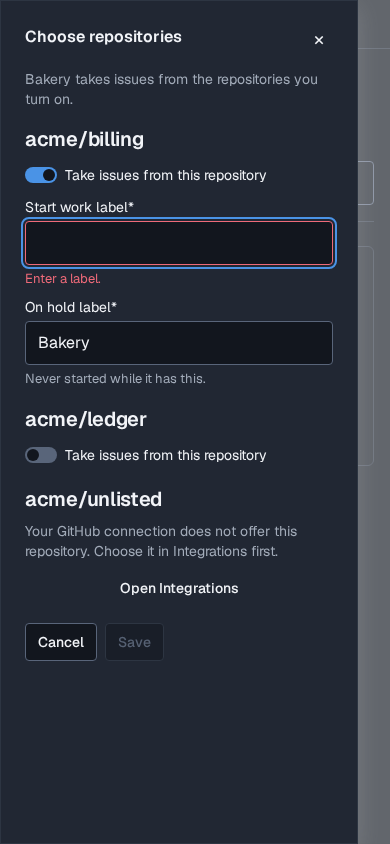 Choose repositories
×
Bakery takes issues from the repositories you
turn on.
acme/billing
Take issues from this repository
Start work label*
Enter a label.
On hold label*
Bakery
Never started while it has this.
acme/ledger
Take issues from this repository
acme/unlisted
Your GitHub connection does not offer this
repository. Choose it in Integrations first.
Open Integrations
Cancel
Save